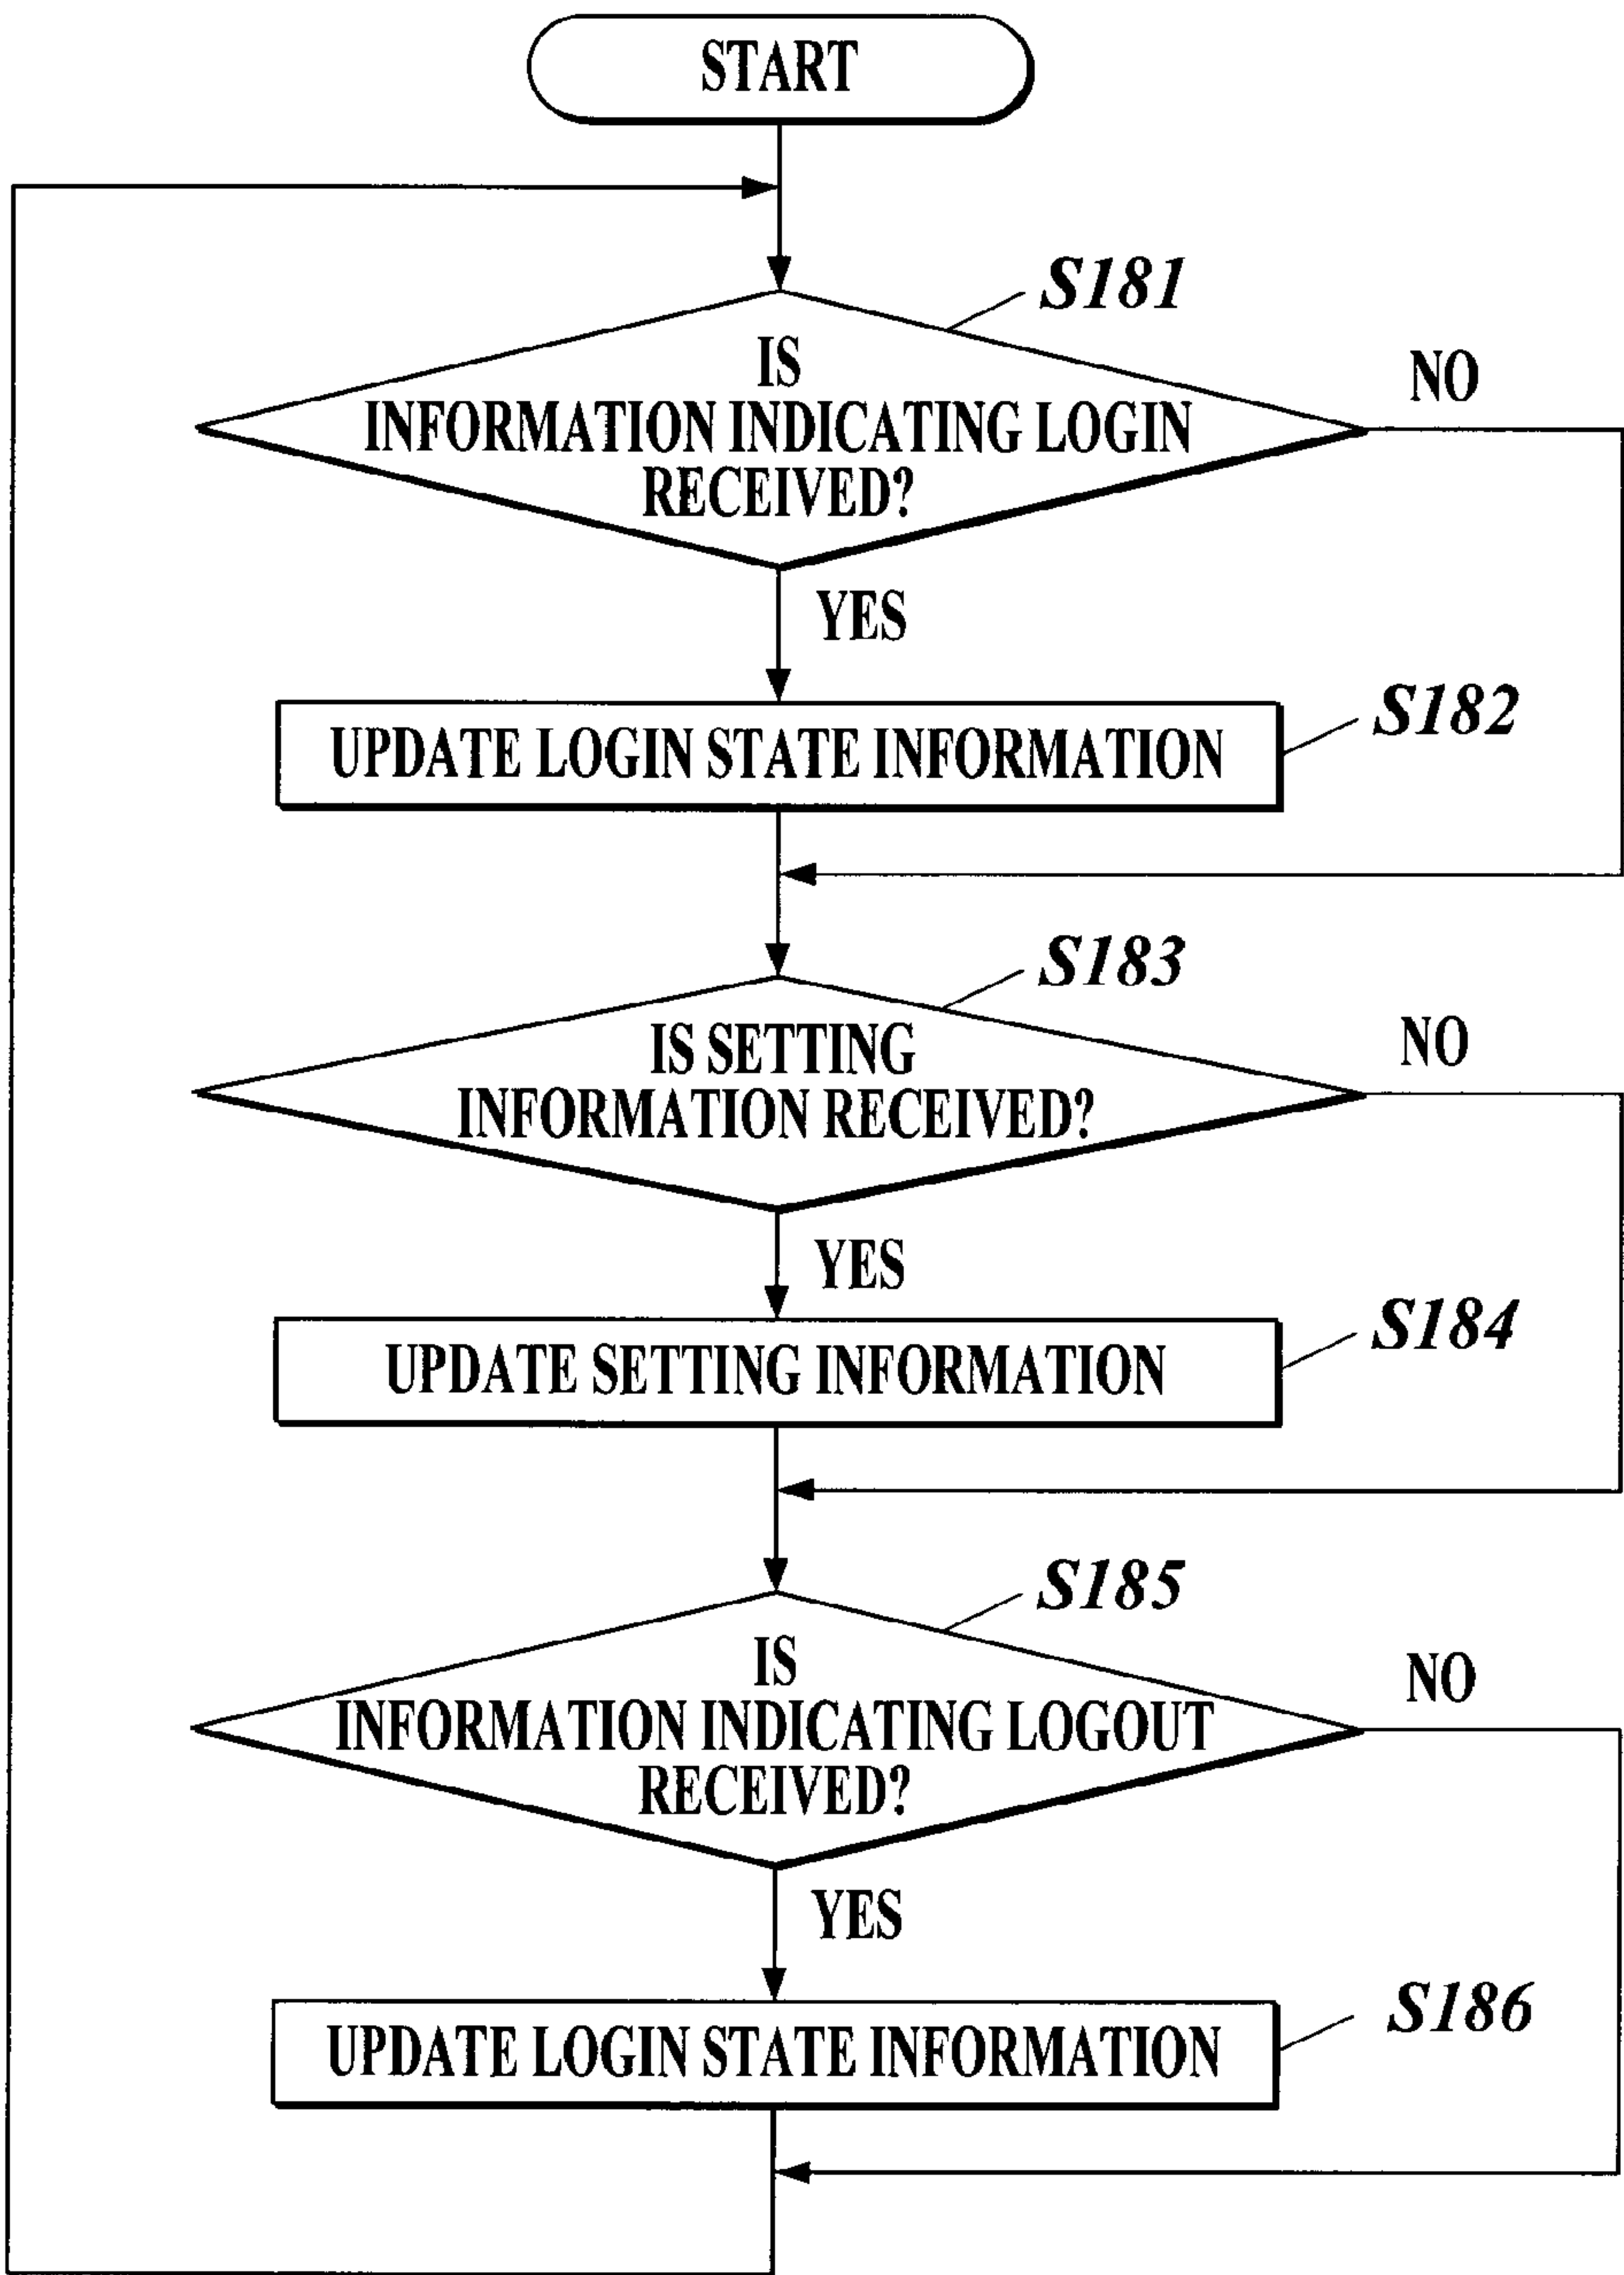 START
S181
IS
INFORMATION INDICATING LOGIN
RECEIVED?
NO
YES
UPDATE LOGIN STATE INFORMATION
S182
S183
IS SETTING
INFORMATION RECEIVED?
NO
YES
UPDATE SETTING INFORMATION
S184
S185
IS
INFORMATION INDICATING LOGOUT
RECEIVED?
NO
YES
UPDATE LOGIN STATE INFORMATION
S186